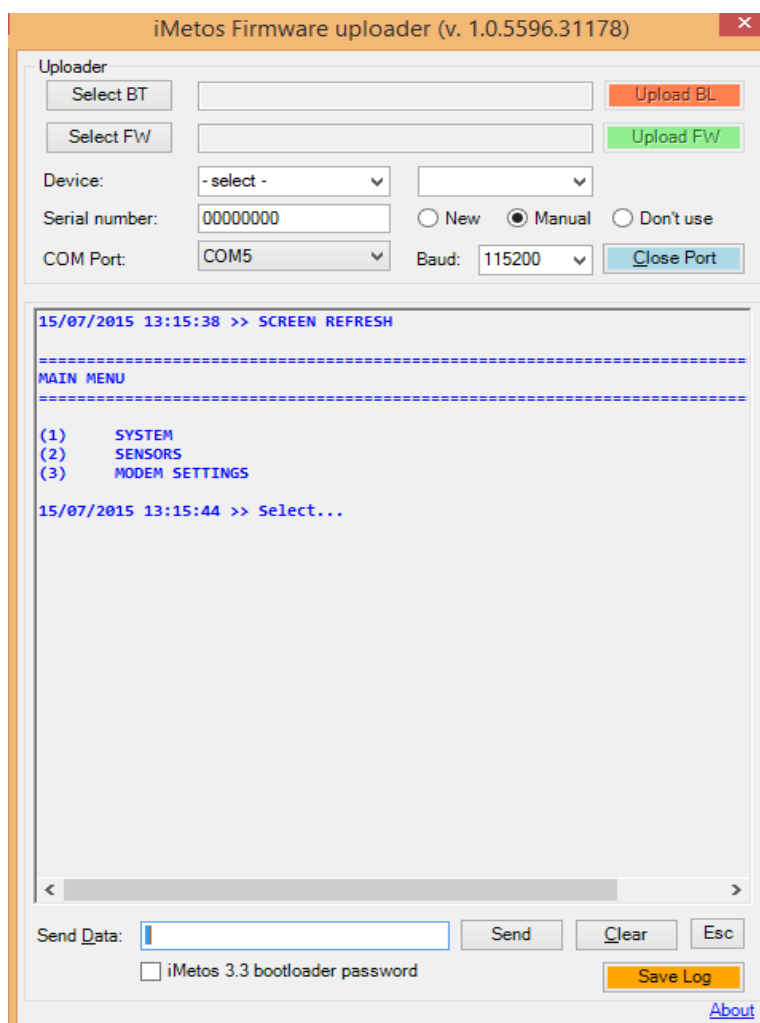 iMetos Firmware uploader (v. 1.0.5596.31178)
Uploader
Select BT Upload BL
Select FW Upload FW
Device: - select -
Serial number: 00000000 New Manual Don't use
COM Port: COM5 Baud: 115200 Close Port
15/07/2015 13:15:38 >> SCREEN REFRESH
==========================================================================
MAIN MENU
==========================================================================
(1) SYSTEM
(2) SENSORS
(3) MODEM SETTINGS
15/07/2015 13:15:44 >> Select...
Send Data: Send Clear Esc
iMetos 3.3 bootloader password
Save Log
About